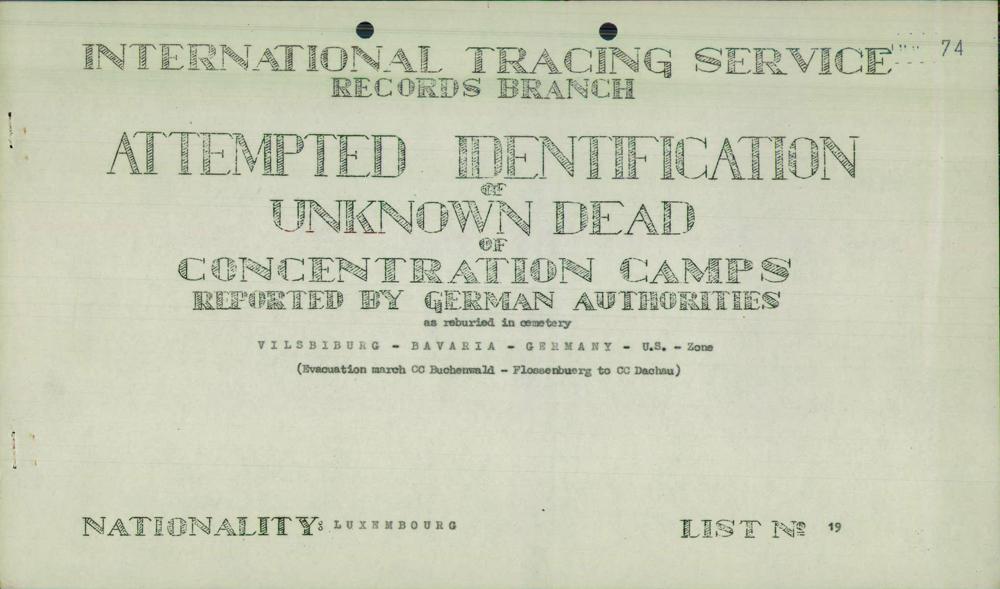 74
INTERNATIONAL TRACING SERVICE
RECORDS BRANCH
ATTEMPTED IDENTIFICATION
OF
UNKNOWN DEAD
OF
CONCENTRATION CAMPS
REPORTED BY GERMAN AUTHORITIES
as reburied in cemetery
VILSBIBURG - BAVARIA - GERMANY - U.S. - Zone
(Evacuation march CC Buchenwald - Flossenbuerg to CC Dachau)
NATIONALITY: LUXEMBOURG
LIST Nº 19